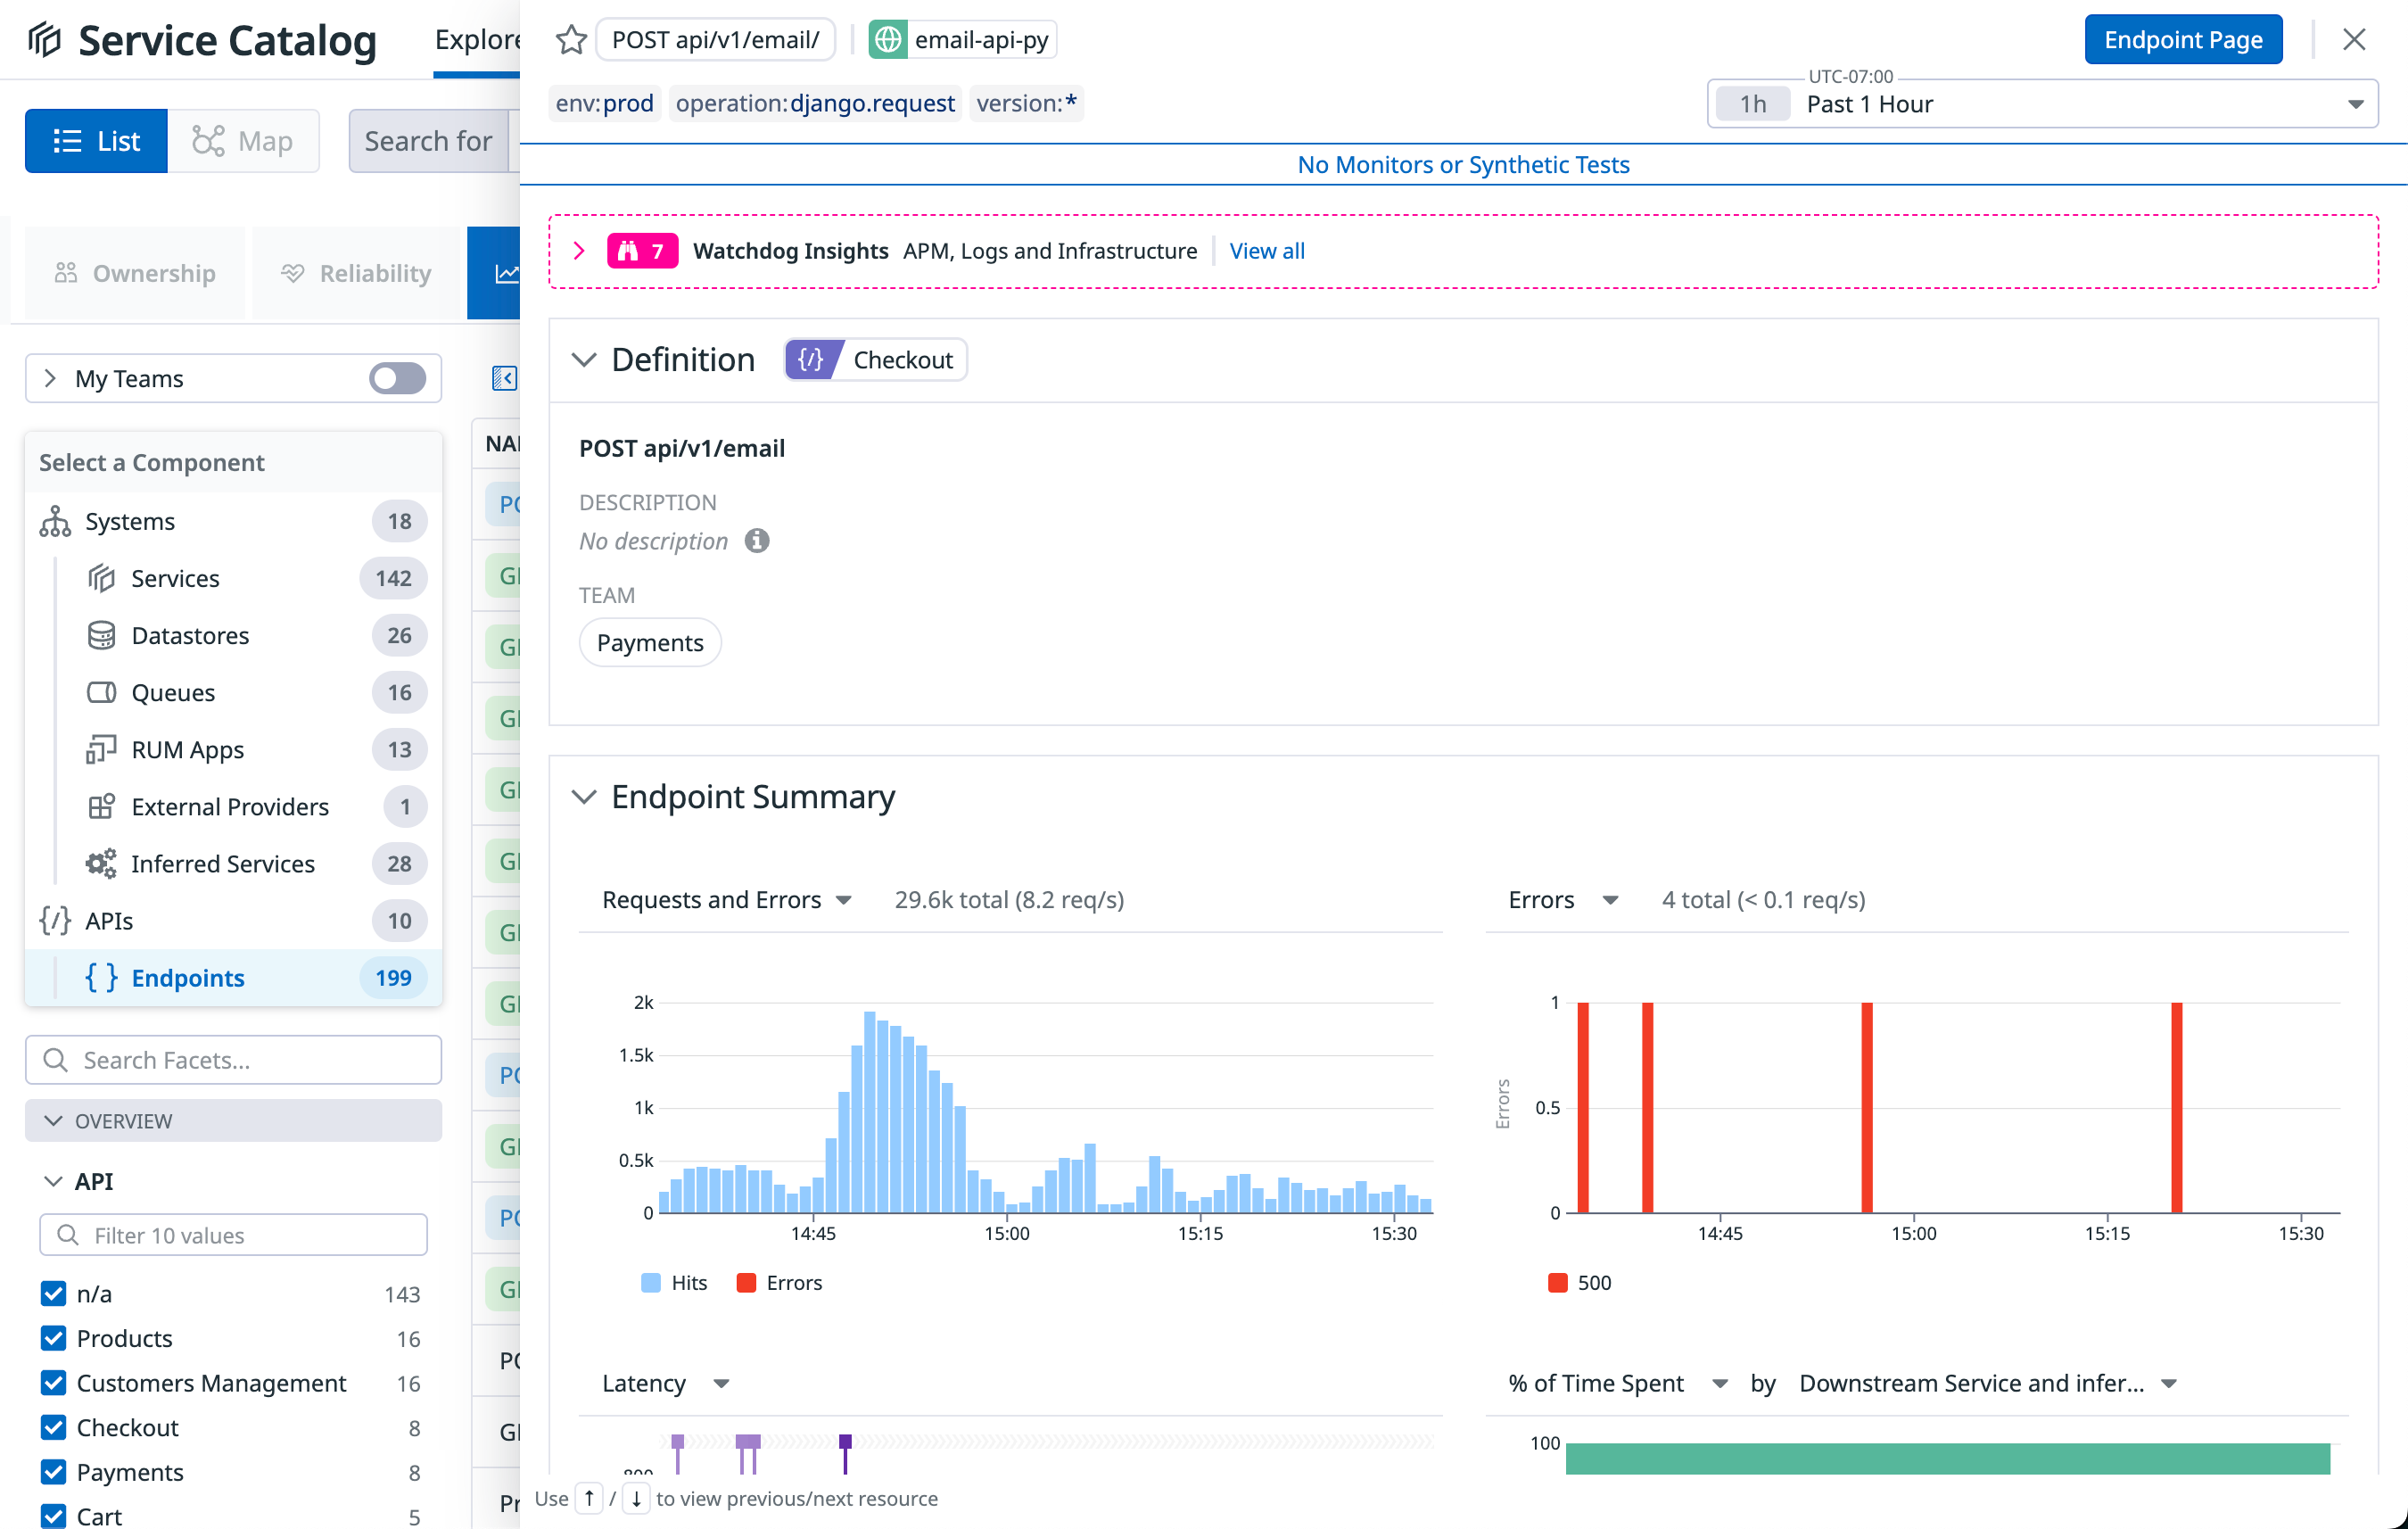 Service Catalog
Explore
List
Map
Search for
Ownership
Reliability
My Teams
Select a Component
Systems 18
Services 142
Datastores 26
Queues 16
RUM Apps 13
External Providers 1
Inferred Services 28
APIs 10
Endpoints 199
Search Facets...
OVERVIEW
API
Filter 10 values
n/a 143
Products 16
Customers Management 16
Checkout 8
Payments 8
Cart 5
POST api/v1/email/
email-api-py
Endpoint Page
env:prod operation:django.request version:*
UTC-07:00
1h Past 1 Hour
No Monitors or Synthetic Tests
7 Watchdog Insights APM, Logs and Infrastructure View all
Definition Checkout
POST api/v1/email
DESCRIPTION
No description
TEAM
Payments
Endpoint Summary
Requests and Errors 29.6k total (8.2 req/s)
2k
1.5k
1k
0.5k
0
14:45 15:00 15:15 15:30
Hits Errors
Errors 4 total (< 0.1 req/s)
Errors
1
0.5
0
14:45 15:00 15:15 15:30
500
Latency
% of Time Spent by Downstream Service and infer...
100
Use ↑ / ↓ to view previous/next resource